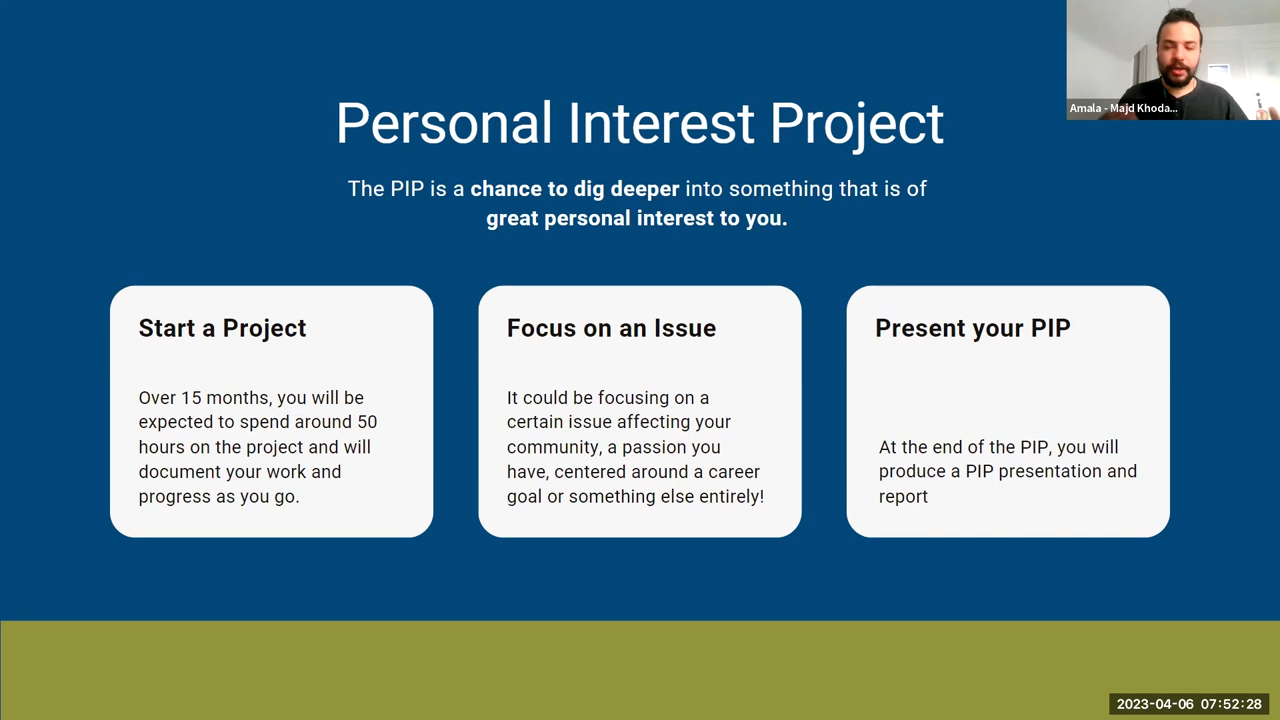 Amala - Majd Khoda...
Personal Interest Project
The PIP is a chance to dig deeper into something that is of
great personal interest to you.
Start a Project
Over 15 months, you will be
expected to spend around 50
hours on the project and will
document your work and
progress as you go.
Focus on an Issue
It could be focusing on a
certain issue affecting your
community, a passion you
have, centered around a career
goal or something else entirely!
Present your PIP
At the end of the PIP, you will
produce a PIP presentation and
report
2023-04-06 07:52:28